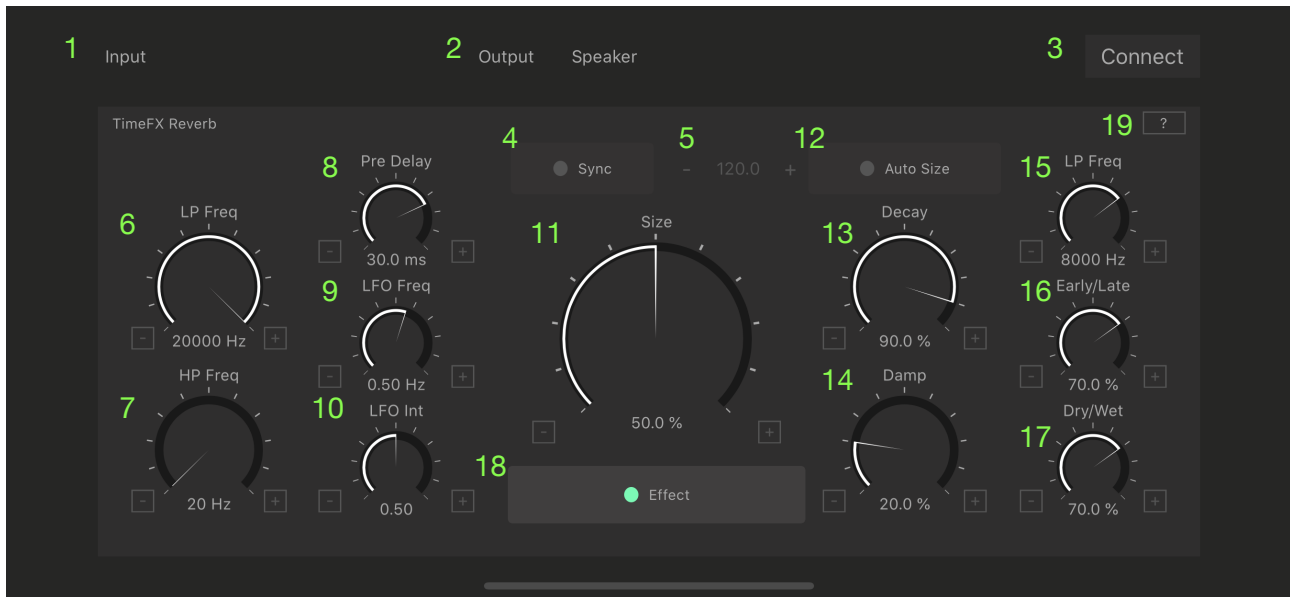 1 Input 2 Output Speaker 3 Connect
TimeFX Reverb 19 ?
4 Sync 5 - 120.0 + 12 Auto Size
8 Pre Delay
- 30.0 ms +
15 LP Freq
- 8000 Hz +
6 LP Freq
- 20000 Hz +
11 Size
- 50.0 % +
13 Decay
- 90.0 % +
9 LFO Freq
- 0.50 Hz +
16 Early/Late
- 70.0 % +
7 HP Freq
- 20 Hz +
10 LFO Int
- 0.50 +
14 Damp
- 20.0 % +
17 Dry/Wet
- 70.0 % +
18 Effect